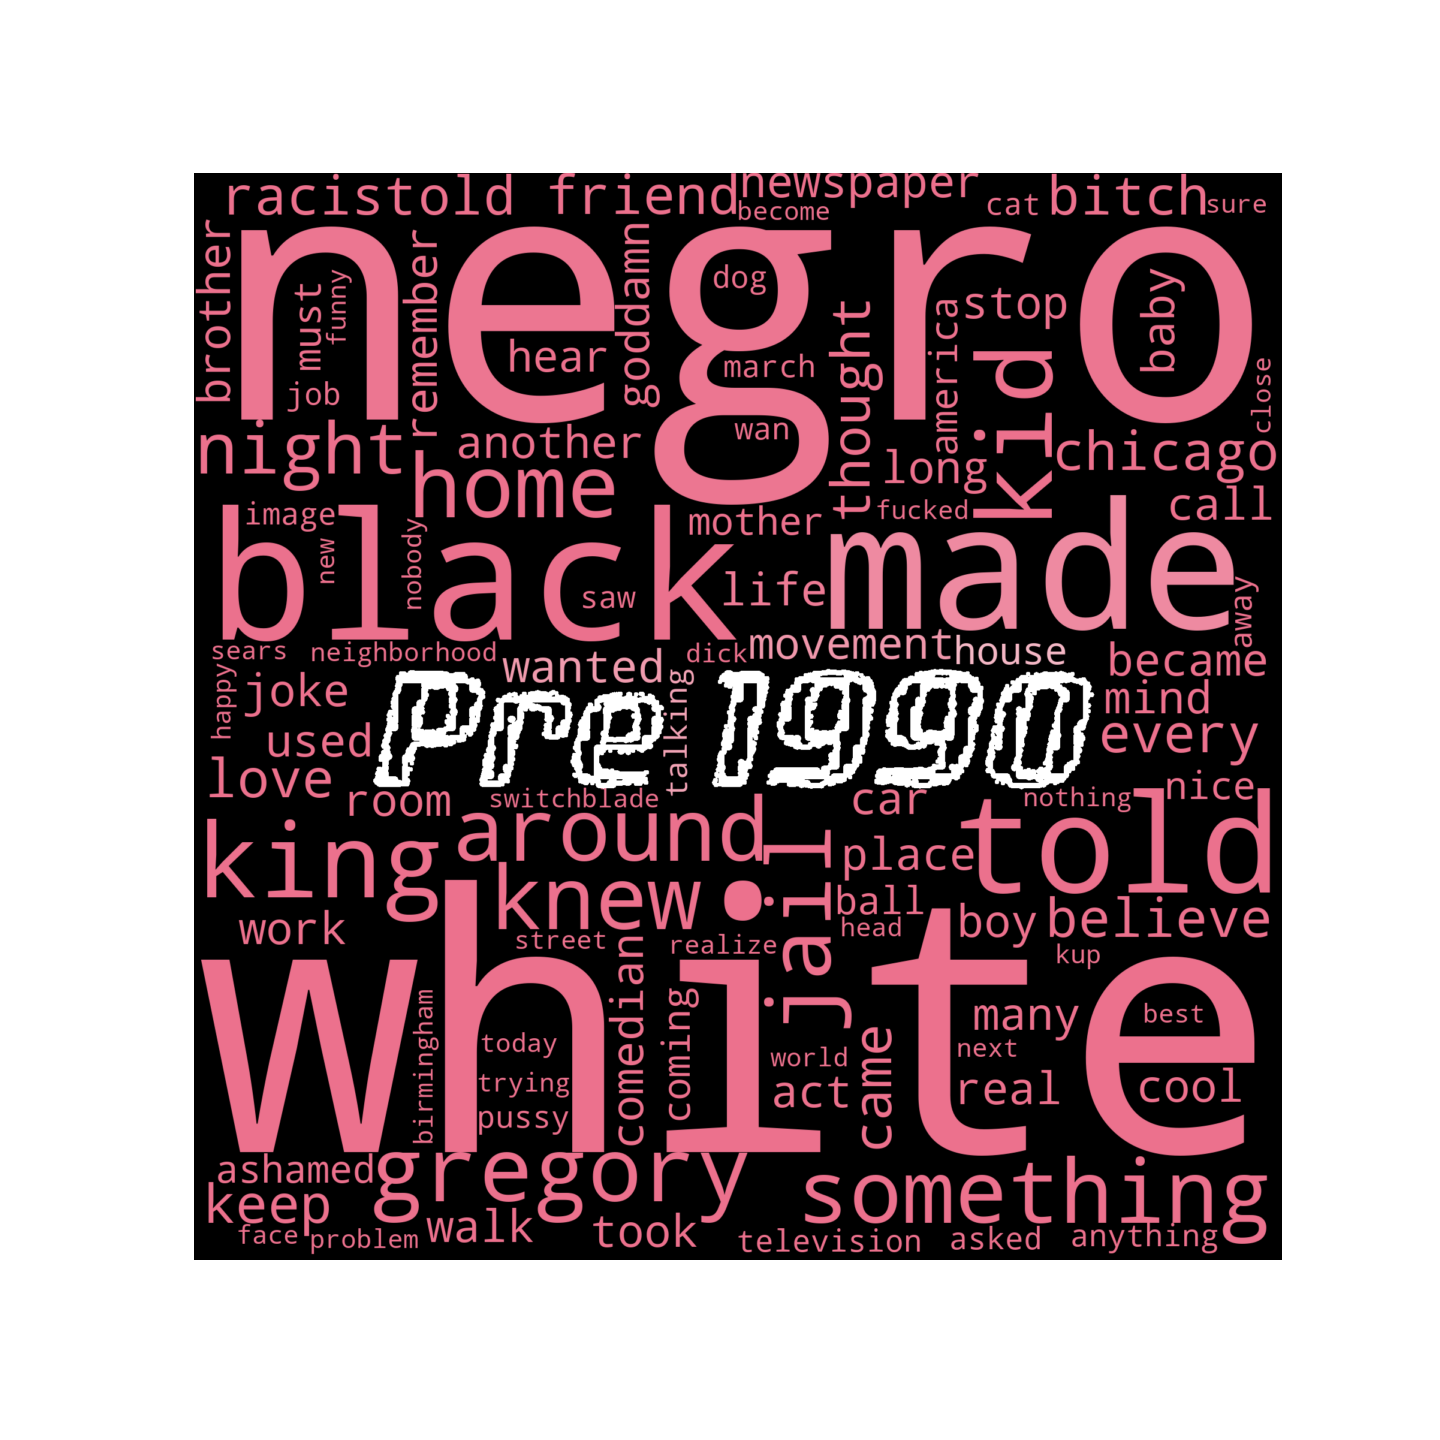 racist told friend newspaper become cat bitch sure
brother negro
must funny remember goddamn dog stop baby
hear march thought america kid close
job wan
night another long chicago
home fucked call
image black mother made
new nobody saw life away
sears neighborhood wanted dick movement house became
happy joke Pre 1990 talking mind
used every
love room switchblade car nothing nice
king around jail place told
knew ball boy believe
work street realize head kup
white
birmingham today comedian coming world came many next best
trying real cool
pussy act
ashamed gregory something
keep walk took
face problem television asked anything